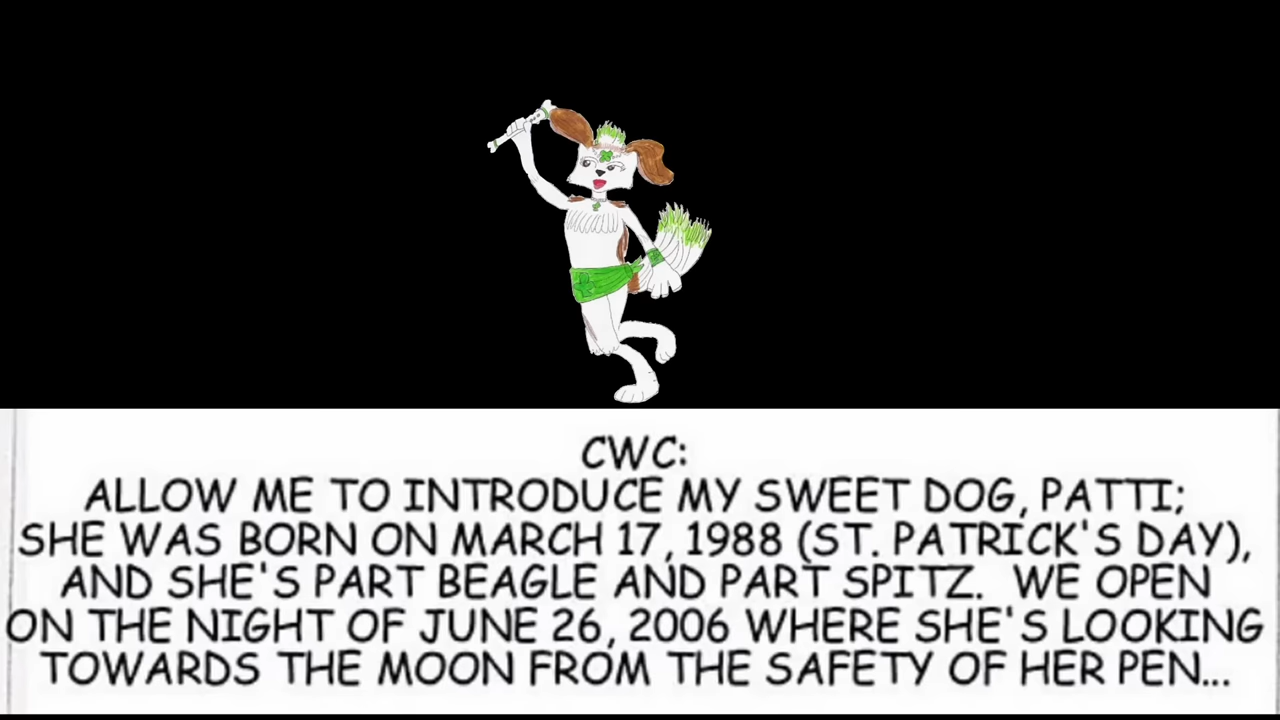 CWC:
ALLOW ME TO INTRODUCE MY SWEET DOG, PATTI;
SHE WAS BORN ON MARCH 17, 1988 (ST. PATRICK'S DAY),
AND SHE'S PART BEAGLE AND PART SPITZ. WE OPEN
ON THE NIGHT OF JUNE 26, 2006 WHERE SHE'S LOOKING
TOWARDS THE MOON FROM THE SAFETY OF HER PEN...